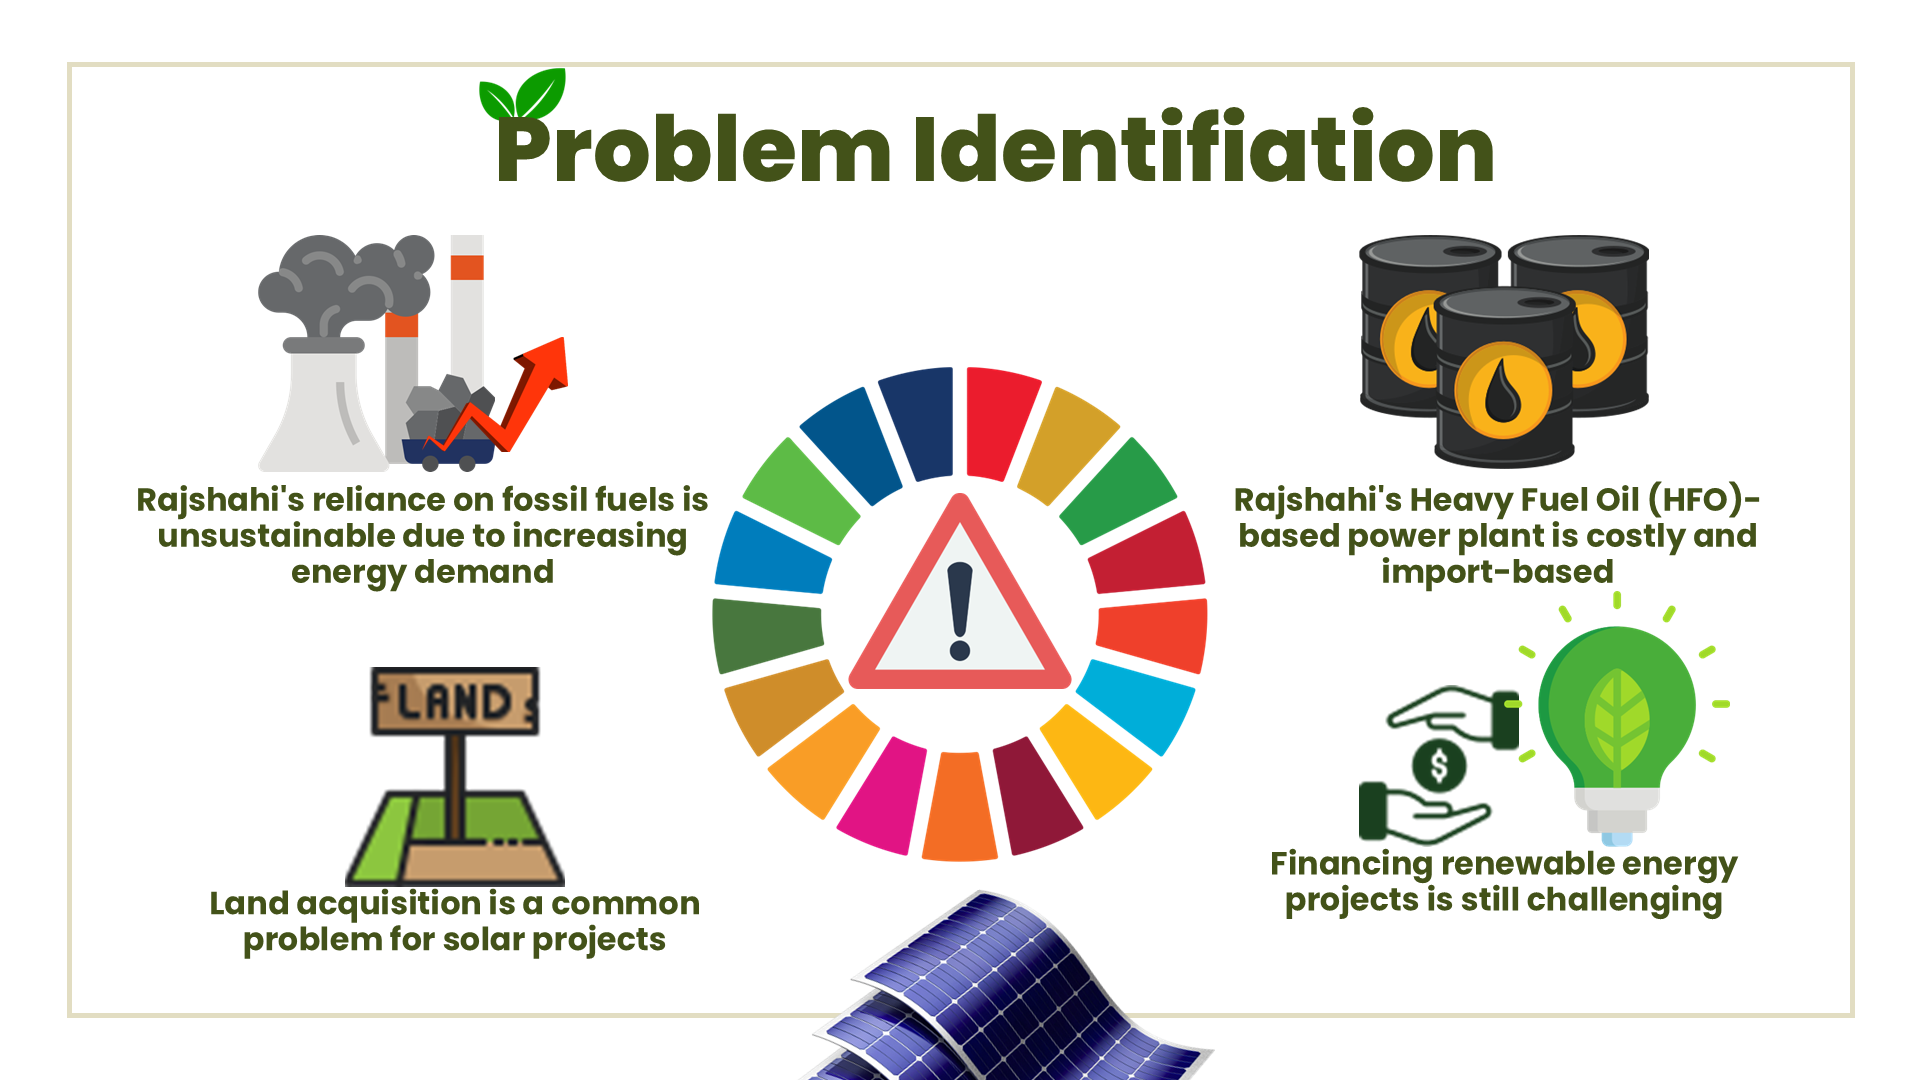 Problem Identifiation
Rajshahi's reliance on fossil fuels is
unsustainable due to increasing
energy demand
Rajshahi's Heavy Fuel Oil (HFO)-
based power plant is costly and
import-based
LAND
Land acquisition is a common
problem for solar projects
$
Financing renewable energy
projects is still challenging